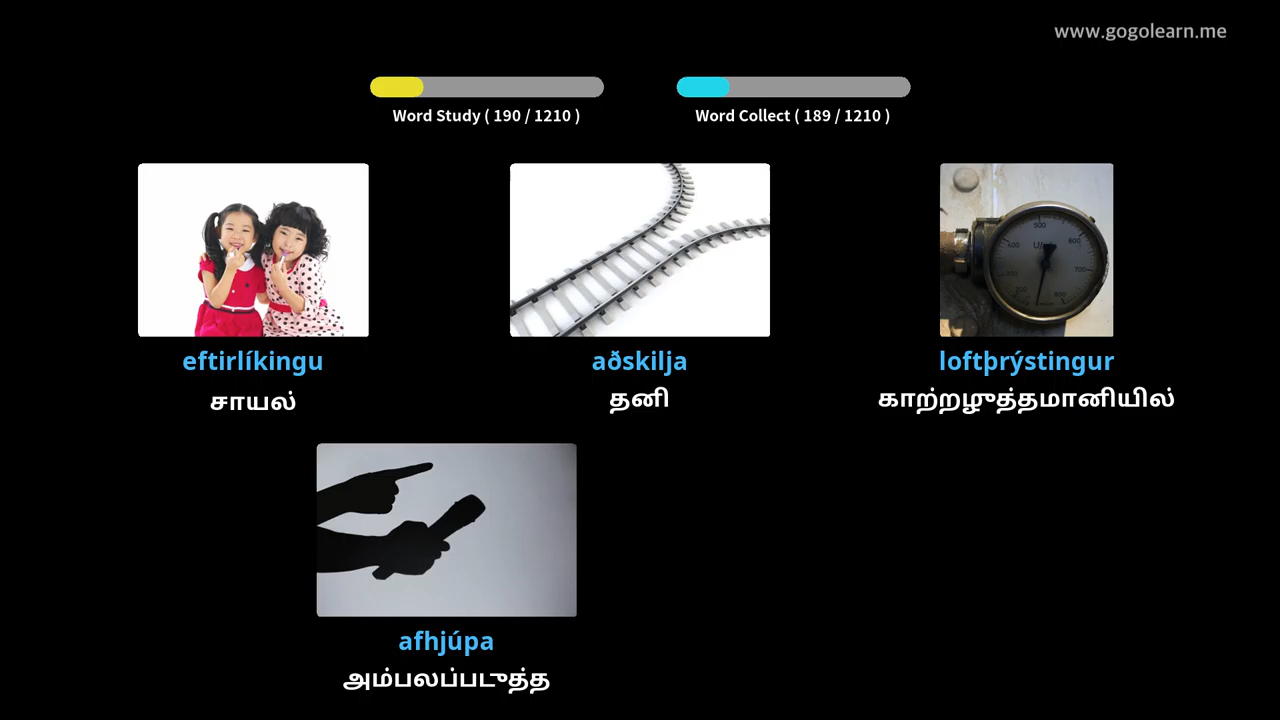 www.gogolearn.me
Word Study ( 190 / 1210 )
Word Collect ( 189 / 1210 )
eftirlíkingu
சாயல்
aðskilja
தனி
loftþrýstingur
காற்றழுத்தமானியில்
afhjúpa
அம்பலப்படுத்த